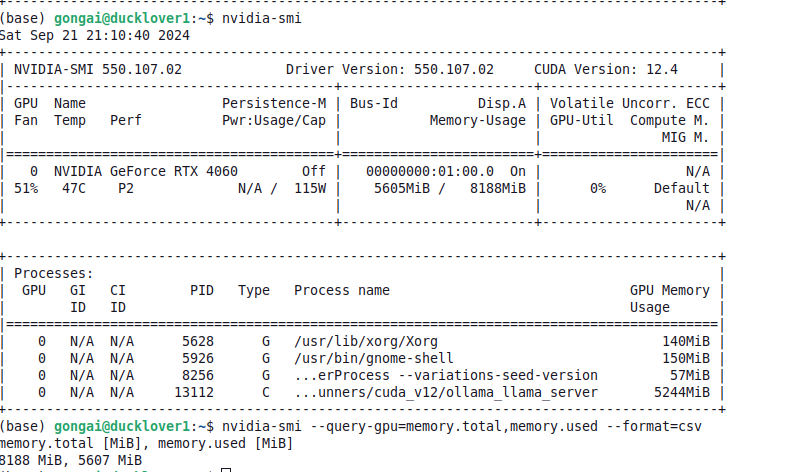 +-----------------------------------------------------------------------------------------+
(base) gongai@ducklover1:~$ nvidia-smi
Sat Sep 21 21:10:40 2024
+-----------------------------------------------------------------------------------------+
| NVIDIA-SMI 550.107.02             Driver Version: 550.107.02     CUDA Version: 12.4     |
|-----------------------------------------+------------------------+----------------------+
| GPU  Name                 Persistence-M | Bus-Id          Disp.A | Volatile Uncorr. ECC |
| Fan  Temp   Perf          Pwr:Usage/Cap |           Memory-Usage | GPU-Util  Compute M. |
|                                         |                        |               MIG M. |
|=========================================+========================+======================|
|   0  NVIDIA GeForce RTX 4060        Off |   00000000:01:00.0  On |                  N/A |
| 51%   47C    P2             N/A /  115W |    5605MiB /   8188MiB |      0%      Default |
|                                         |                        |                  N/A |
+-----------------------------------------+------------------------+----------------------+
+-----------------------------------------------------------------------------------------+
| Processes:                                                                              |
|  GPU   GI   CI        PID   Type   Process name                              GPU Memory |
|        ID   ID                                                               Usage      |
|=========================================================================================|
|    0   N/A  N/A      5628      G   /usr/lib/xorg/Xorg                            140MiB |
|    0   N/A  N/A      5926      G   /usr/bin/gnome-shell                          150MiB |
|    0   N/A  N/A      8256      G   ...erProcess --variations-seed-version         57MiB |
|    0   N/A  N/A     13112      C   ...unners/cuda_v12/ollama_llama_server       5244MiB |
+-----------------------------------------------------------------------------------------+
(base) gongai@ducklover1:~$ nvidia-smi --query-gpu=memory.total,memory.used --format=csv
memory.total [MiB], memory.used [MiB]
8188 MiB, 5607 MiB